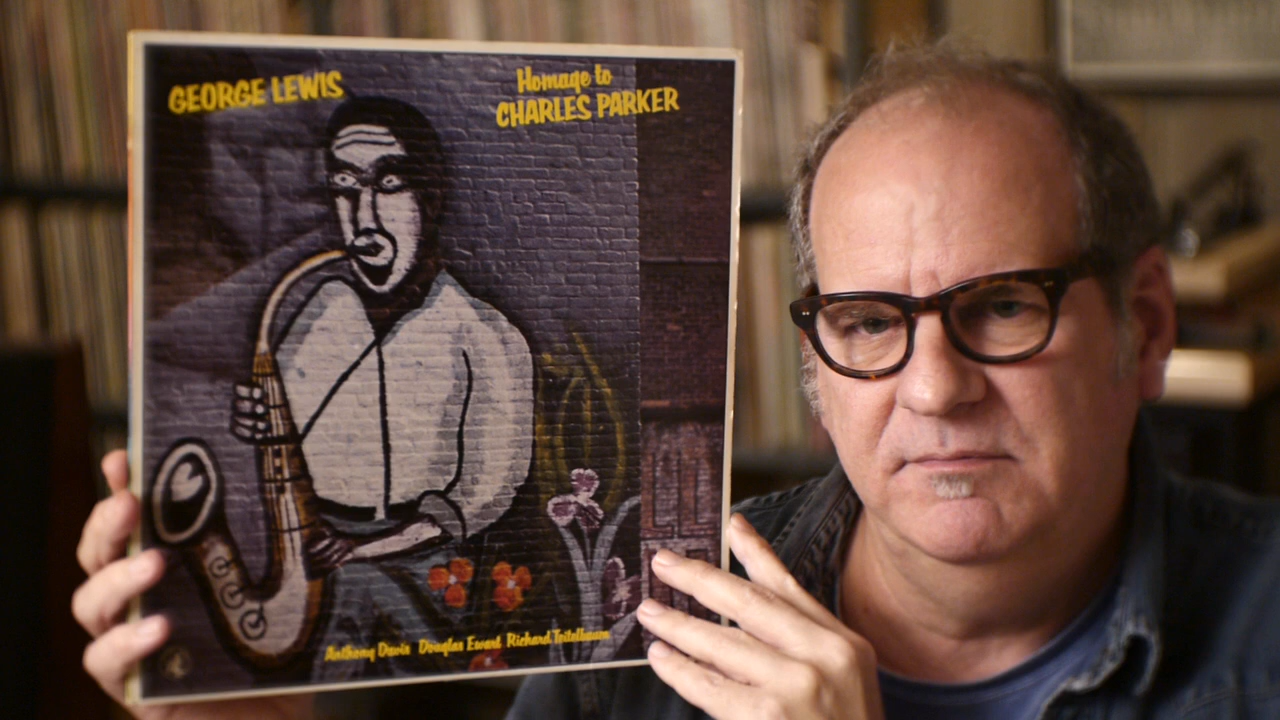 GEORGE LEWIS
Homage to
CHARLES PARKER
Anthony Davis Douglas Ewart Richard Teitelbaum